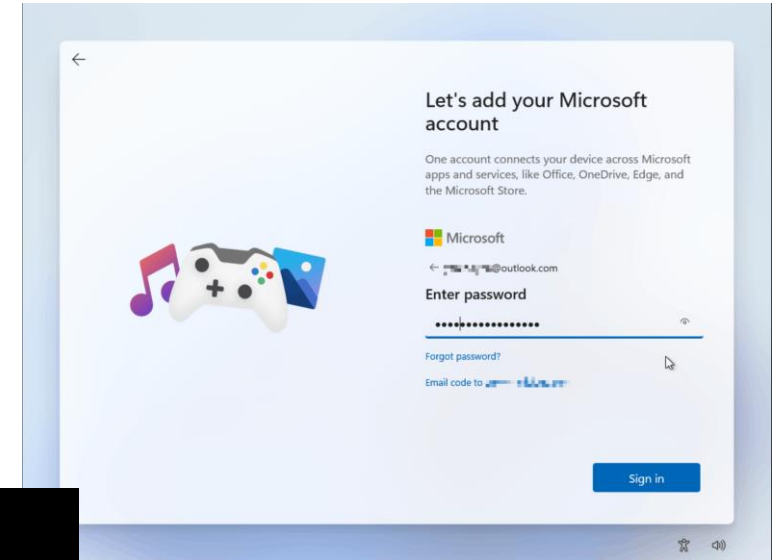 Let's add your Microsoft
account
One account connects your device across Microsoft
apps and services, like Office, OneDrive, Edge, and
the Microsoft Store.
Microsoft
@outlook.com
Enter password
Forgot password?
Email code to
Sign in